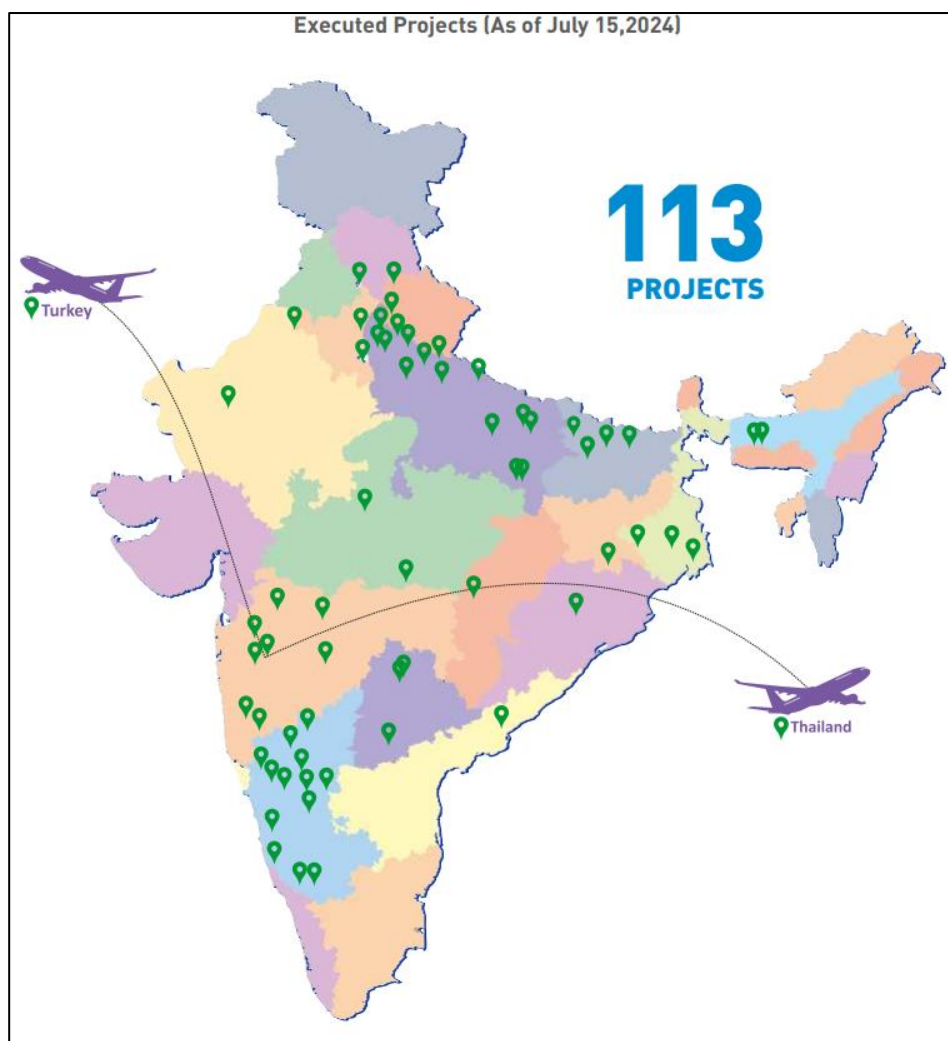 Executed Projects (As of July 15,2024)
113
PROJECTS
Turkey
Thailand